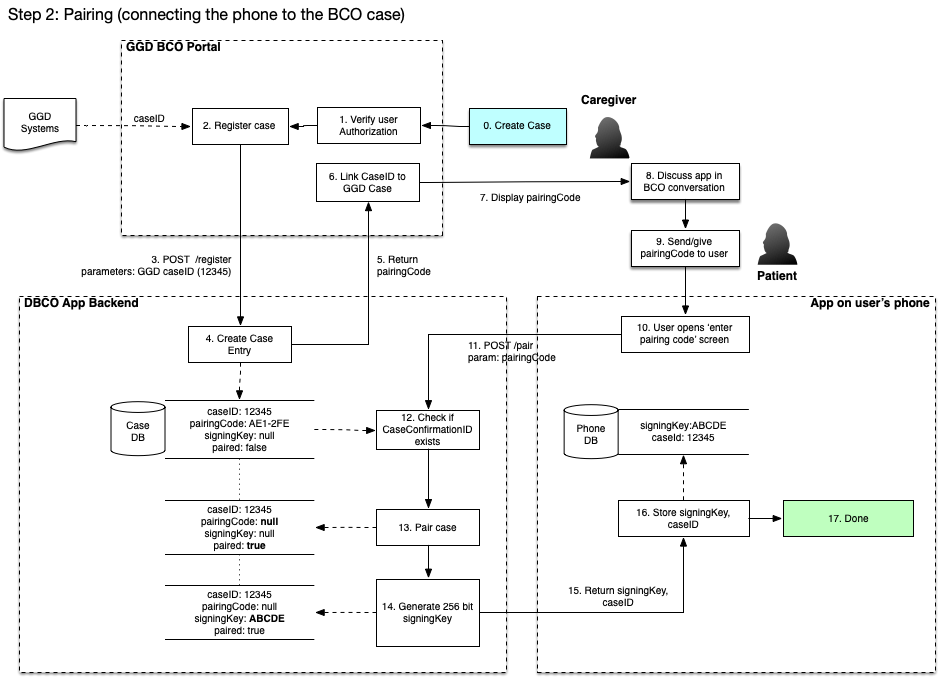 Step 2: Pairing (connecting the phone to the BCO case)
GGD BCO Portal
GGD
Systems
caseID
2. Register case
1. Verify user
Authorization
0. Create Case
Caregiver
6. Link CaseID to
GGD Case
7. Display pairingCode
8. Discuss app in
BCO conversation
9. Send/give
pairingCode to user
Patient
3. POST /register
parameters: GGD caseID (12345)
5. Return
pairingCode
DBCO App Backend
App on user's phone
4. Create Case
Entry
10. User opens 'enter
pairing code' screen
11. POST /pair
param: pairingCode
Case
DB
caseID: 12345
pairingCode: AE1-2FE
signingKey: null
paired: false
12. Check if
CaseConfirmationID
exists
Phone
DB
signingKey:ABCDE
caseId: 12345
caseID: 12345
pairingCode: null
signingKey: null
paired: true
13. Pair case
16. Store signingKey,
caseID
17. Done
caseID: 12345
pairingCode: null
signingKey: ABCDE
paired: true
14. Generate 256 bit
signingKey
15. Return signingKey,
caseID